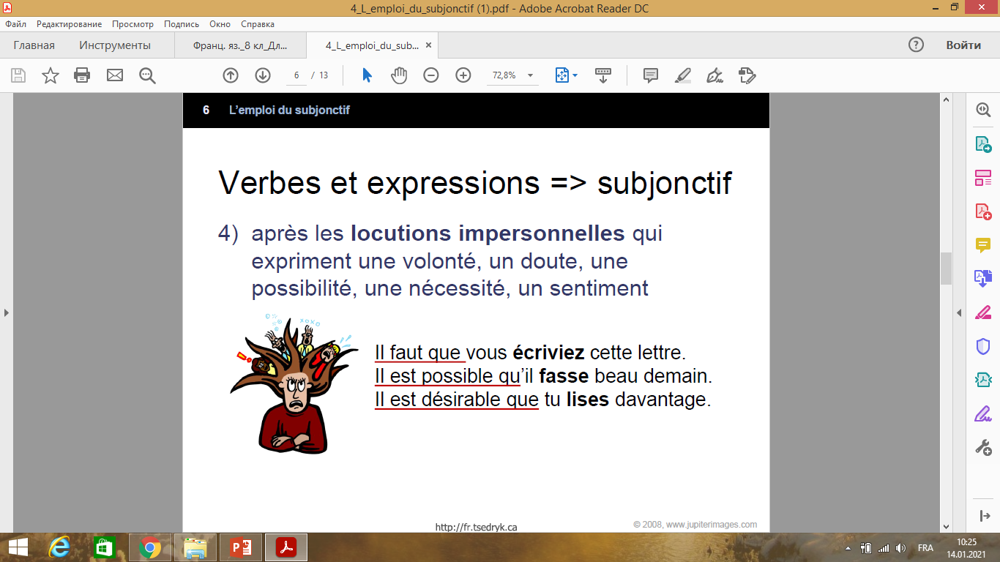 4_L_emploi_du_subjonctif (1).pdf - Adobe Acrobat Reader DC
Файл Редактирование Просмотр Подпись Окно Справка
Главная Инструменты Франц. яз._8 кл_Дл... 4_L_emploi_du_sub... × Войти
6 / 13 72,8%
6 L'emploi du subjonctif
Verbes et expressions => subjonctif
4) après les locutions impersonnelles qui
expriment une volonté, un doute, une
possibilité, une nécessité, un sentiment
Il faut que vous écriviez cette lettre.
Il est possible qu'il fasse beau demain.
Il est désirable que tu lises davantage.
http://fr.tsedryk.ca
© 2008, www.jupiterimages.com
FRA
10:25
14.01.2021